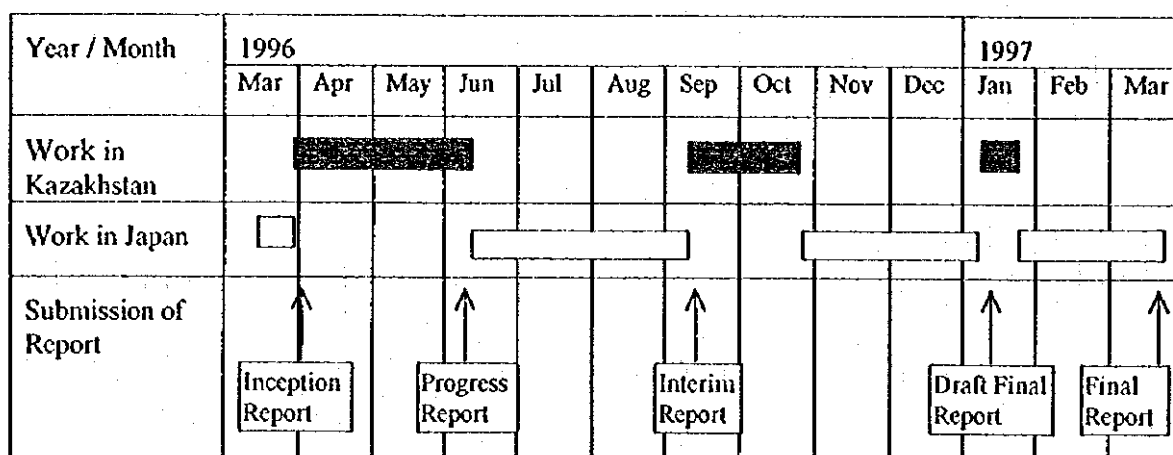 Year / Month
1996
1997
Mar Apr May Jun Jul Aug Sep Oct Nov Dec Jan Feb Mar
Work in
Kazakhstan
Work in Japan
Submission of
Report
Inception
Report
Progress
Report
Interim
Report
Draft Final
Report
Final
Report